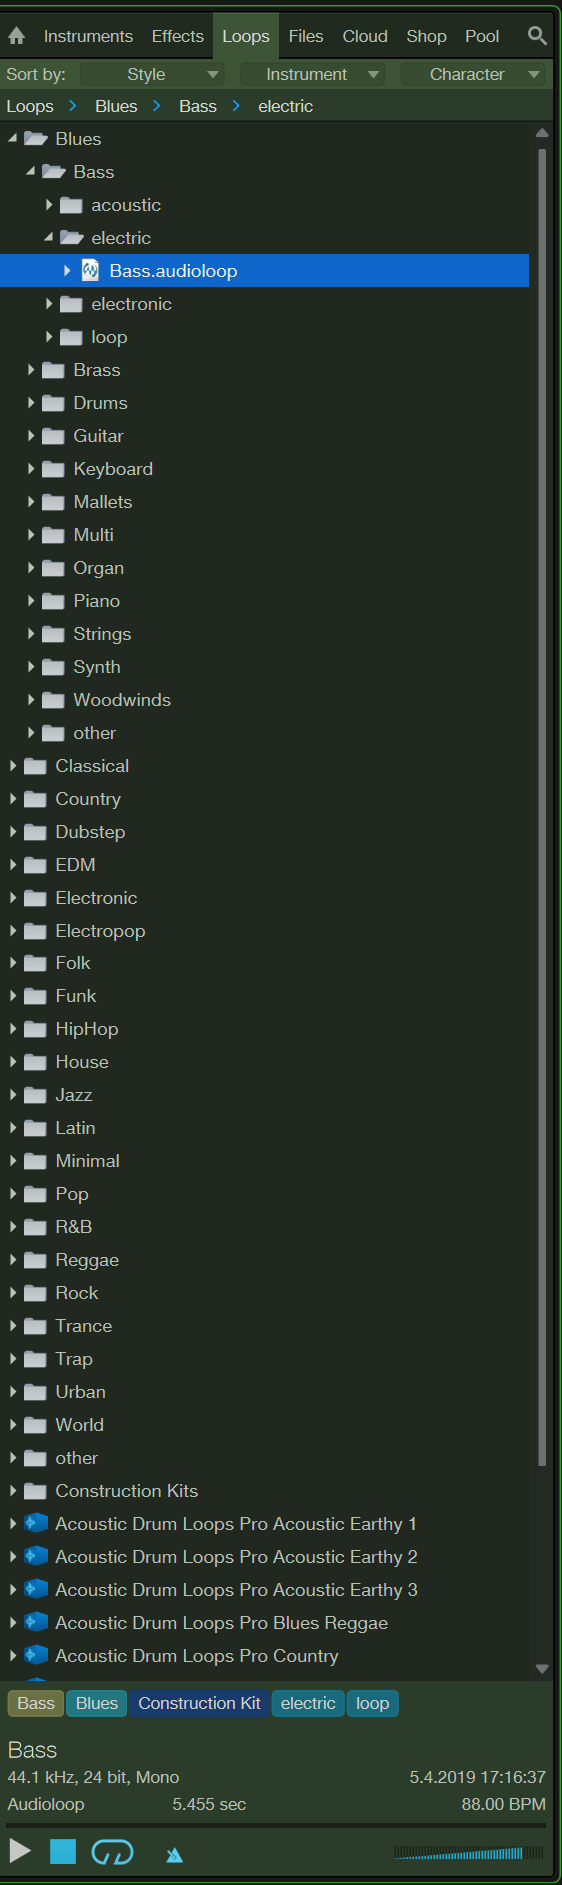 Instruments Effects Loops Files Cloud Shop Pool
Sort by: Style Instrument Character
Loops Blues Bass electric
Blues
Bass
acoustic
electric
Bass.audioloop
electronic
loop
Brass
Drums
Guitar
Keyboard
Mallets
Multi
Organ
Piano
Strings
Synth
Woodwinds
other
Classical
Country
Dubstep
EDM
Electronic
Electropop
Folk
Funk
HipHop
House
Jazz
Latin
Minimal
Pop
R&B
Reggae
Rock
Trance
Trap
Urban
World
other
Construction Kits
Acoustic Drum Loops Pro Acoustic Earthy 1
Acoustic Drum Loops Pro Acoustic Earthy 2
Acoustic Drum Loops Pro Acoustic Earthy 3
Acoustic Drum Loops Pro Blues Reggae
Acoustic Drum Loops Pro Country
Bass Blues Construction Kit electric loop
Bass
44.1 kHz, 24 bit, Mono 5.4.2019 17:16:37
Audioloop 5.455 sec 88.00 BPM